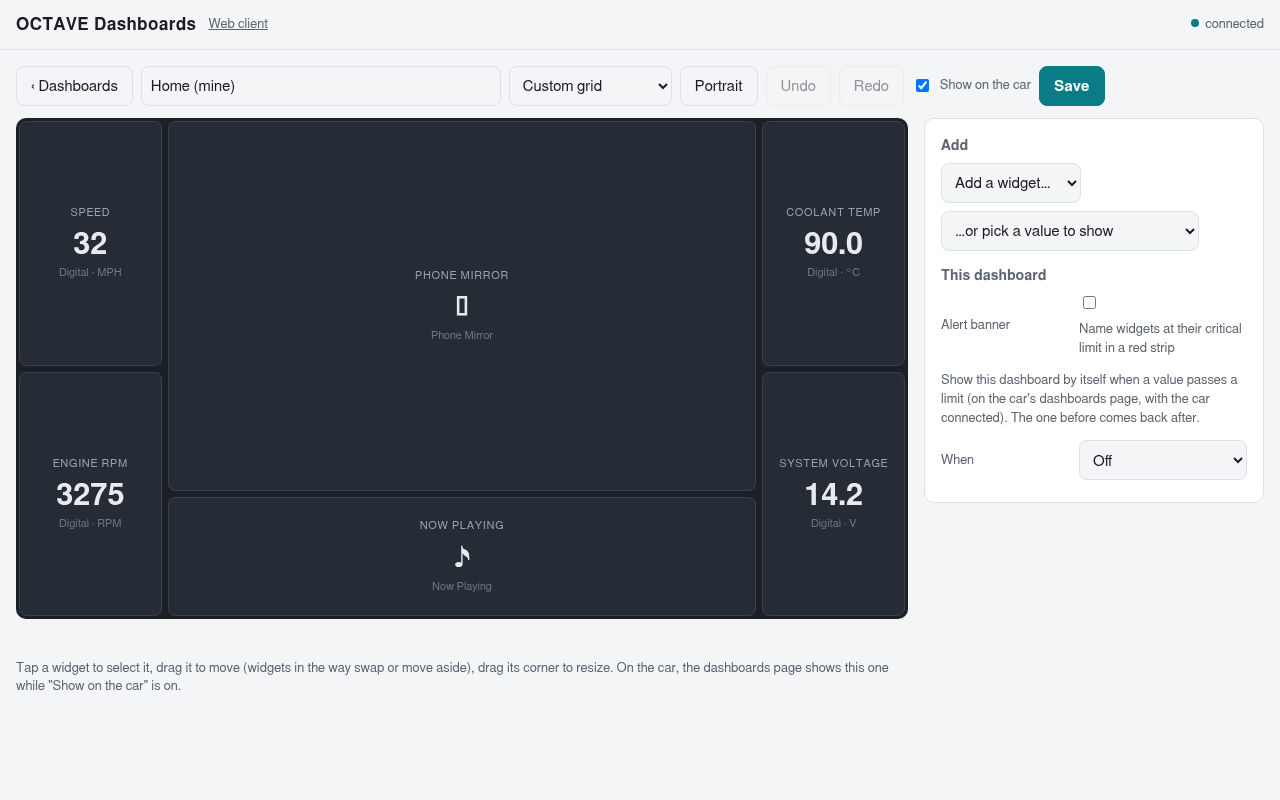 OCTAVE Dashboards Web client
connected
‹ Dashboards
Home (mine)
Custom grid
Portrait
Undo
Redo
Show on the car
Save
SPEED
32
Digital · MPH
PHONE MIRROR
Phone Mirror
COOLANT TEMP
90.0
Digital · °C
ENGINE RPM
3275
Digital · RPM
NOW PLAYING
♪
Now Playing
SYSTEM VOLTAGE
14.2
Digital · V
Tap a widget to select it, drag it to move (widgets in the way swap or move aside), drag its corner to resize. On the car, the dashboards page shows this one
while "Show on the car" is on.
Add
Add a widget...
...or pick a value to show
This dashboard
Alert banner
Name widgets at their critical
limit in a red strip
Show this dashboard by itself when a value passes a
limit (on the car's dashboards page, with the car
connected). The one before comes back after.
When
Off